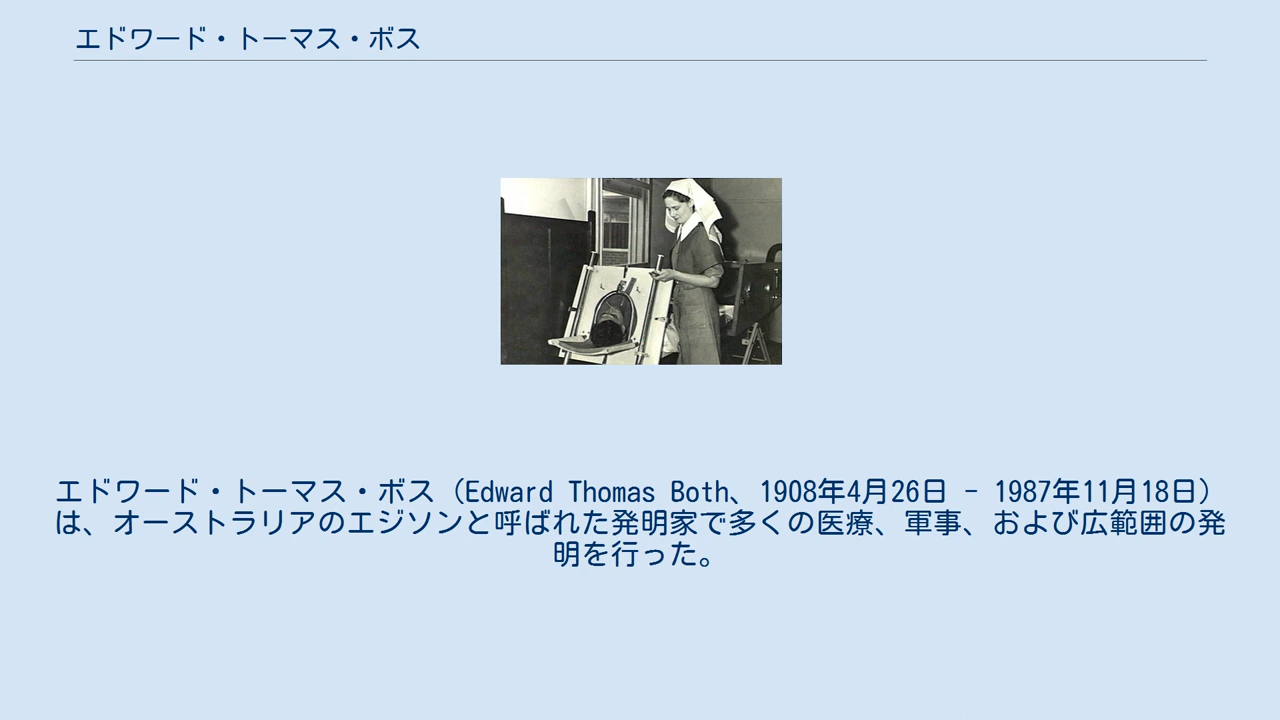 エドワード・トーマス・ボス
エドワード・トーマス・ボス（Edward Thomas Both、1908年4月26日 - 1987年11月18日）
は、オーストラリアのエジソンと呼ばれた発明家で多くの医療、軍事、および広範囲の発
明を行った。